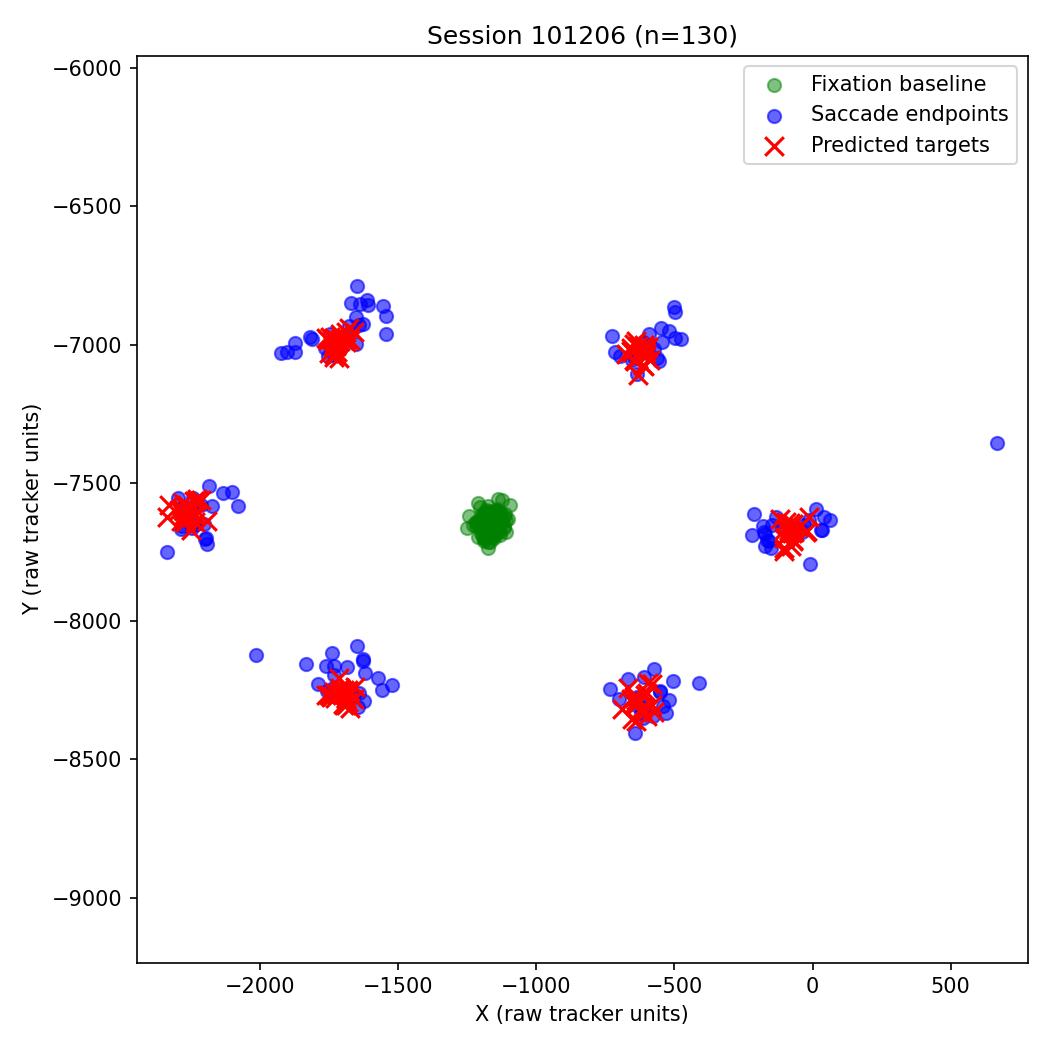 Session 101206 (n=130)
Fixation baseline
Saccade endpoints
Predicted targets
Y (raw tracker units)
−6000
−6500
−7000
−7500
−8000
−8500
−9000
−2000 −1500 −1000 −500 0 500
X (raw tracker units)